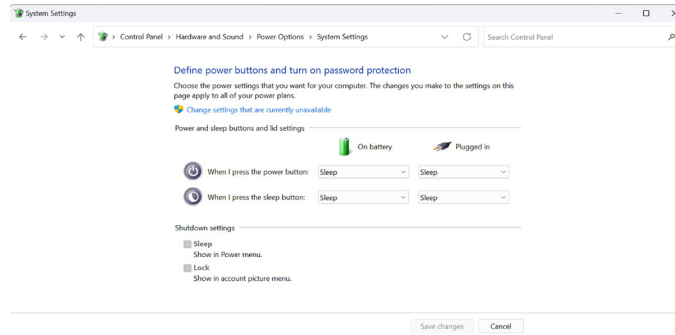 System Settings
Control Panel > Hardware and Sound > Power Options > System Settings
Search Control Panel
Define power buttons and turn on password protection
Choose the power settings that you want for your computer. The changes you make to the settings on this
page apply to all of your power plans.
Change settings that are currently unavailable
Power and sleep buttons and lid settings
On battery Plugged in
When I press the power button: Sleep Sleep
When I press the sleep button: Sleep Sleep
Shutdown settings
Sleep
Show in Power menu.
Lock
Show in account picture menu.
Save changes Cancel